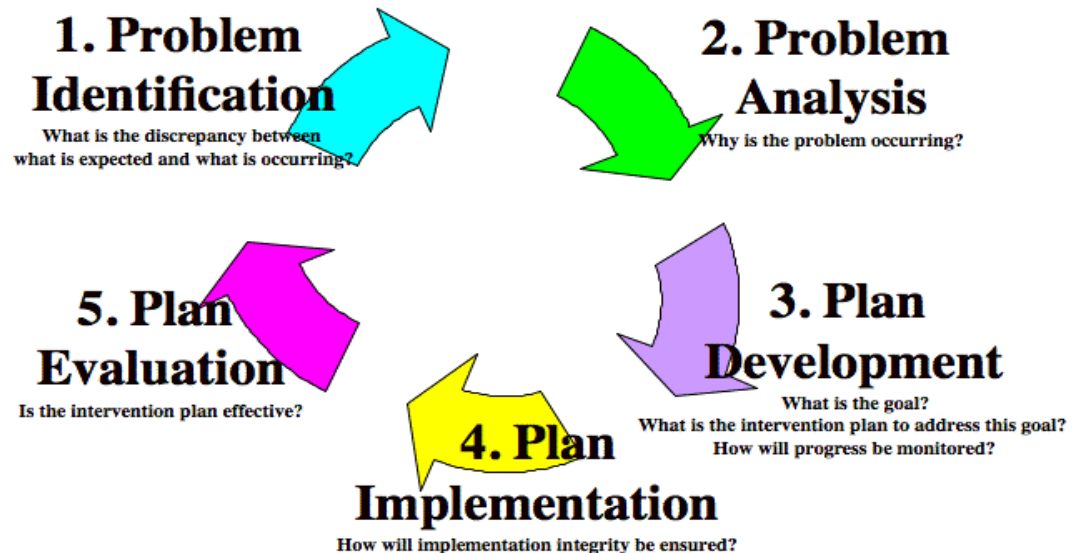 1. Problem
Identification
What is the discrepancy between
what is expected and what is occurring?
2. Problem
Analysis
Why is the problem occurring?
3. Plan
Development
What is the goal?
What is the intervention plan to address this goal?
How will progress be monitored?
4. Plan
Implementation
How will implementation integrity be ensured?
5. Plan
Evaluation
Is the intervention plan effective?